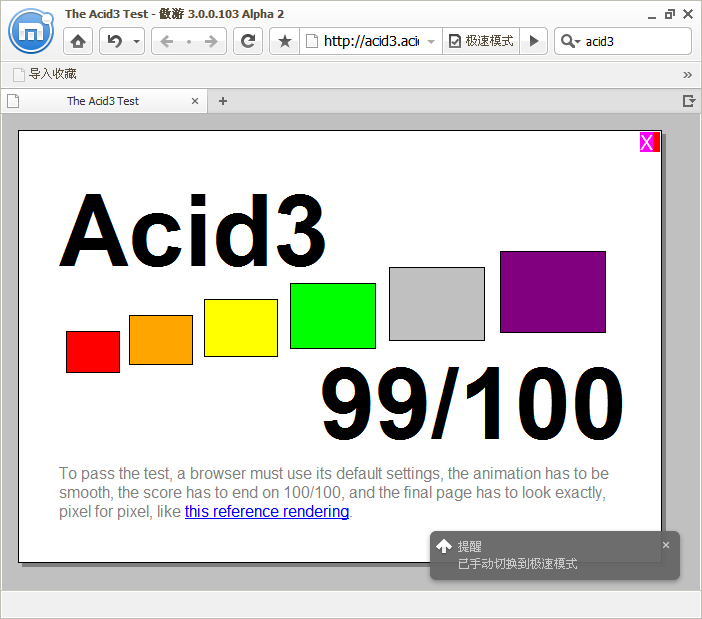 The Acid3 Test - 傲游 3.0.0.103 Alpha 2
http://acid3.aci
极速模式
acid3
导入收藏
The Acid3 Test
X
Acid3
99/100
To pass the test, a browser must use its default settings, the animation has to be
smooth, the score has to end on 100/100, and the final page has to look exactly,
pixel for pixel, like this reference rendering.
提醒
已手动切换到极速模式